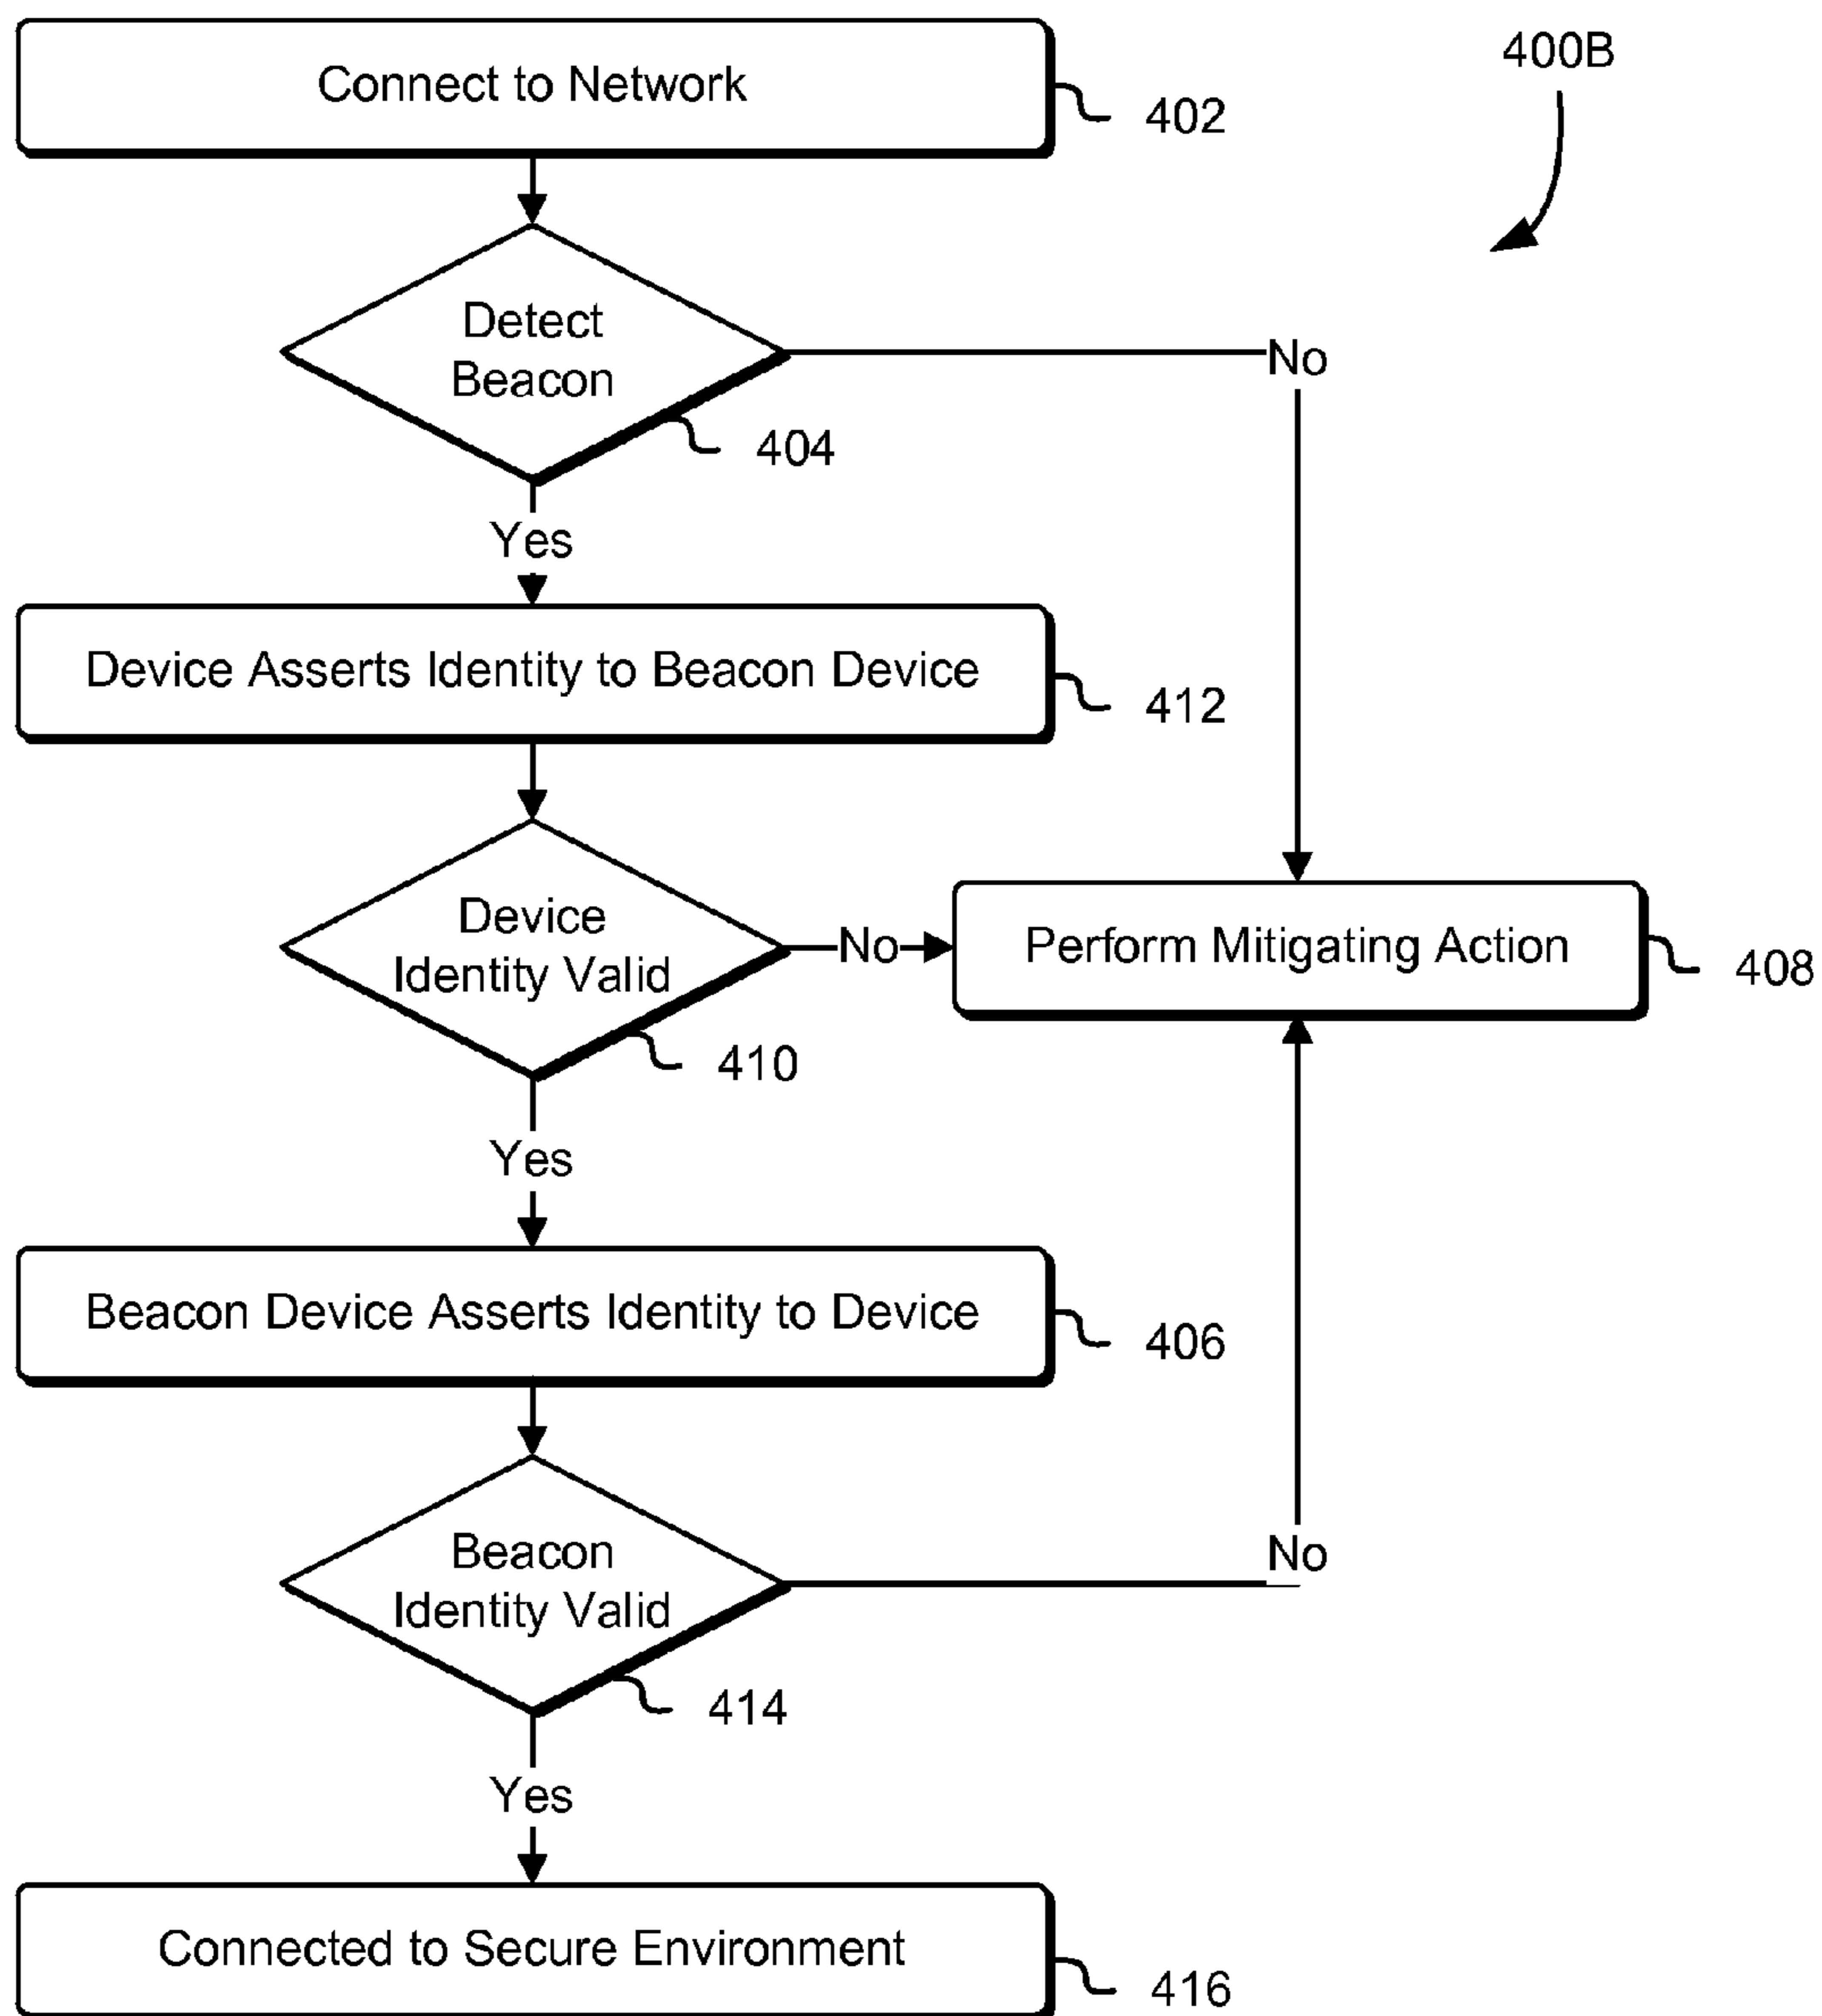 Connect to Network
402
400B
Detect
Beacon
404
No
Yes
Device Asserts Identity to Beacon Device
412
Device
Identity Valid
410
No
Perform Mitigating Action
408
Yes
Beacon Device Asserts Identity to Device
406
Beacon
Identity Valid
414
No
Yes
Connected to Secure Environment
416